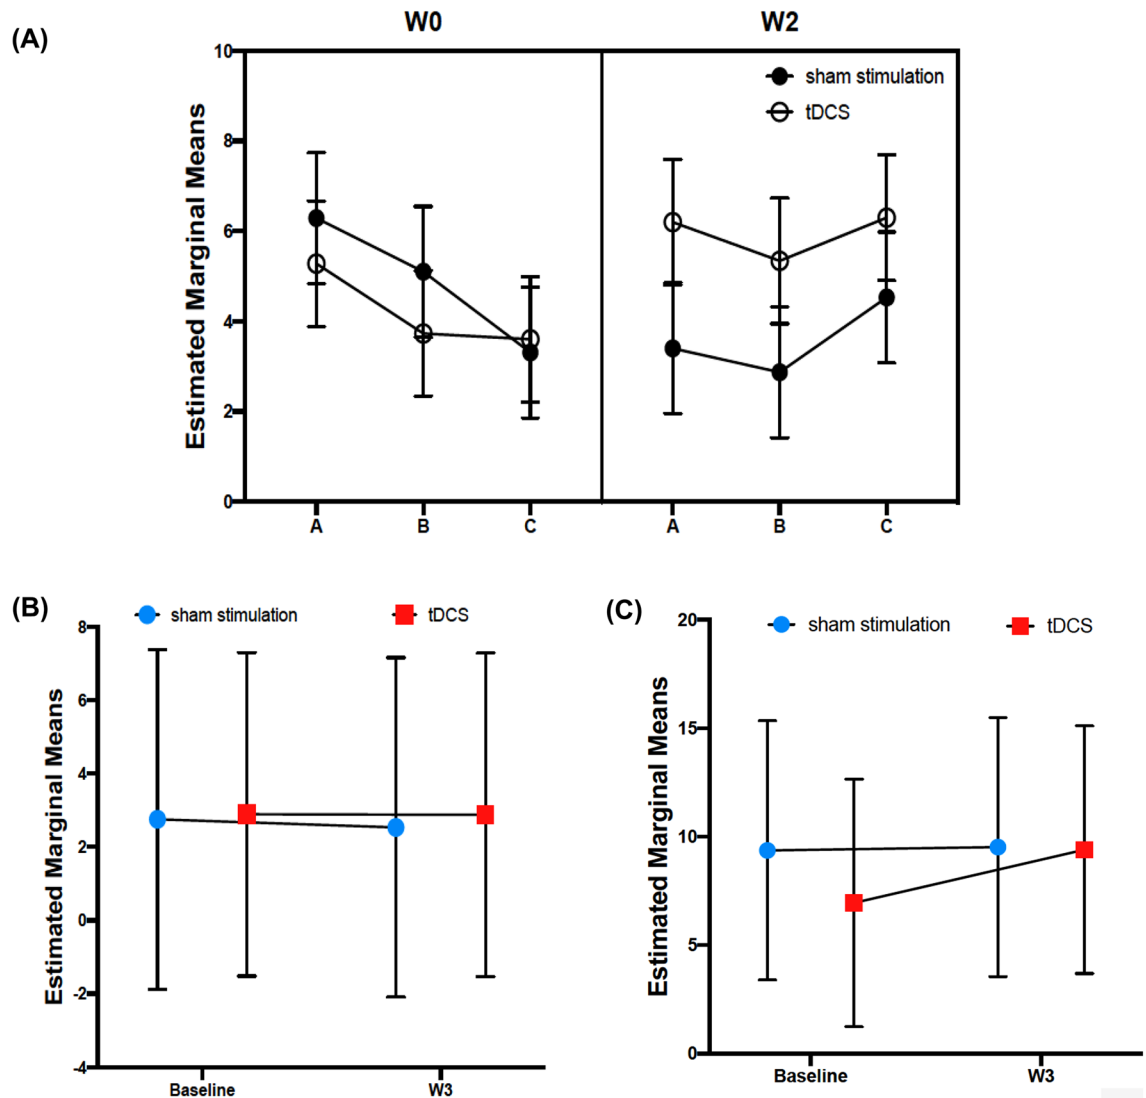 (A)
W0 W2
sham stimulation
tDCS
Estimated Marginal Means
10
8
6
4
2
0
A B C A B C
(B)
sham stimulation tDCS
Estimated Marginal Means
8
6
4
2
0
-2
-4
Baseline W3
(C)
sham stimulation tDCS
Estimated Marginal Means
20
15
10
5
0
Baseline W3